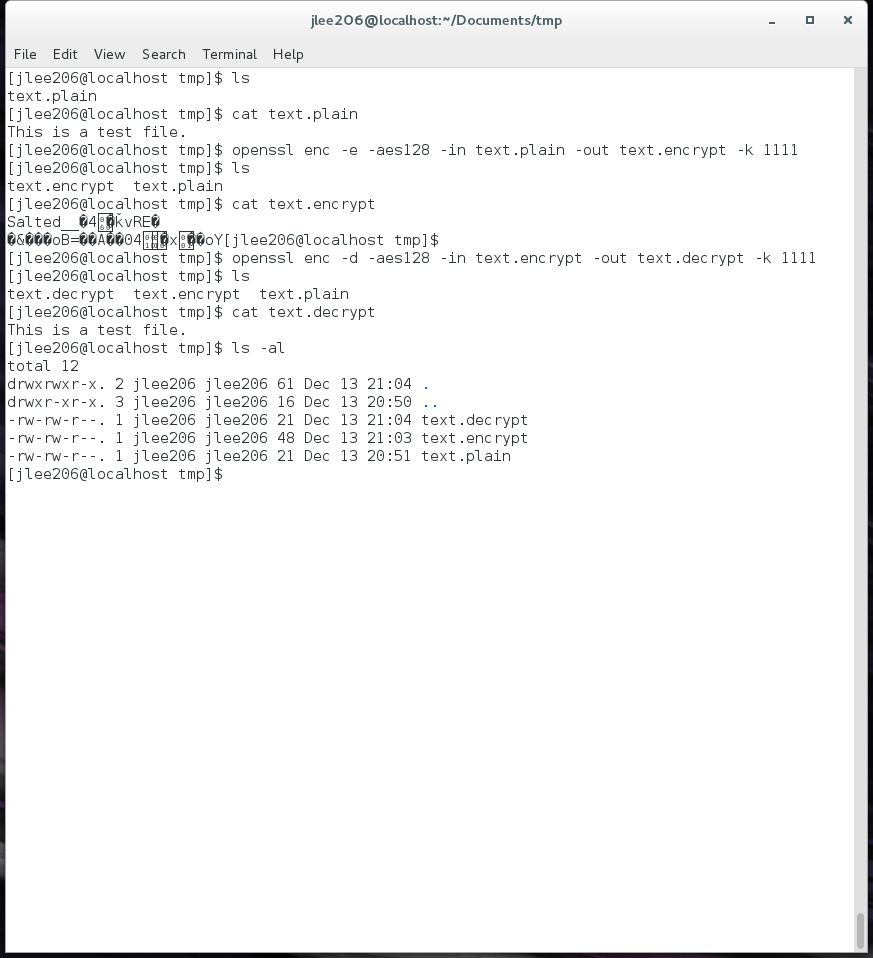 jlee206@localhost:~/Documents/tmp
File Edit View Search Terminal Help
[jlee206@localhost tmp]$ ls
text.plain
[jlee206@localhost tmp]$ cat text.plain
This is a test file.
[jlee206@localhost tmp]$ openssl enc -e -aes128 -in text.plain -out text.encrypt -k 1111
[jlee206@localhost tmp]$ ls
text.encrypt  text.plain
[jlee206@localhost tmp]$ cat text.encrypt
Salted__�4�ǩvRE�
�&���oB=��A��04�x��oY[jlee206@localhost tmp]$
[jlee206@localhost tmp]$ openssl enc -d -aes128 -in text.encrypt -out text.decrypt -k 1111
[jlee206@localhost tmp]$ ls
text.decrypt  text.encrypt  text.plain
[jlee206@localhost tmp]$ cat text.decrypt
This is a test file.
[jlee206@localhost tmp]$ ls -al
total 12
drwxrwxr-x. 2 jlee206 jlee206 61 Dec 13 21:04 .
drwxr-xr-x. 3 jlee206 jlee206 16 Dec 13 20:50 ..
-rw-rw-r--. 1 jlee206 jlee206 21 Dec 13 21:04 text.decrypt
-rw-rw-r--. 1 jlee206 jlee206 48 Dec 13 21:03 text.encrypt
-rw-rw-r--. 1 jlee206 jlee206 21 Dec 13 20:51 text.plain
[jlee206@localhost tmp]$